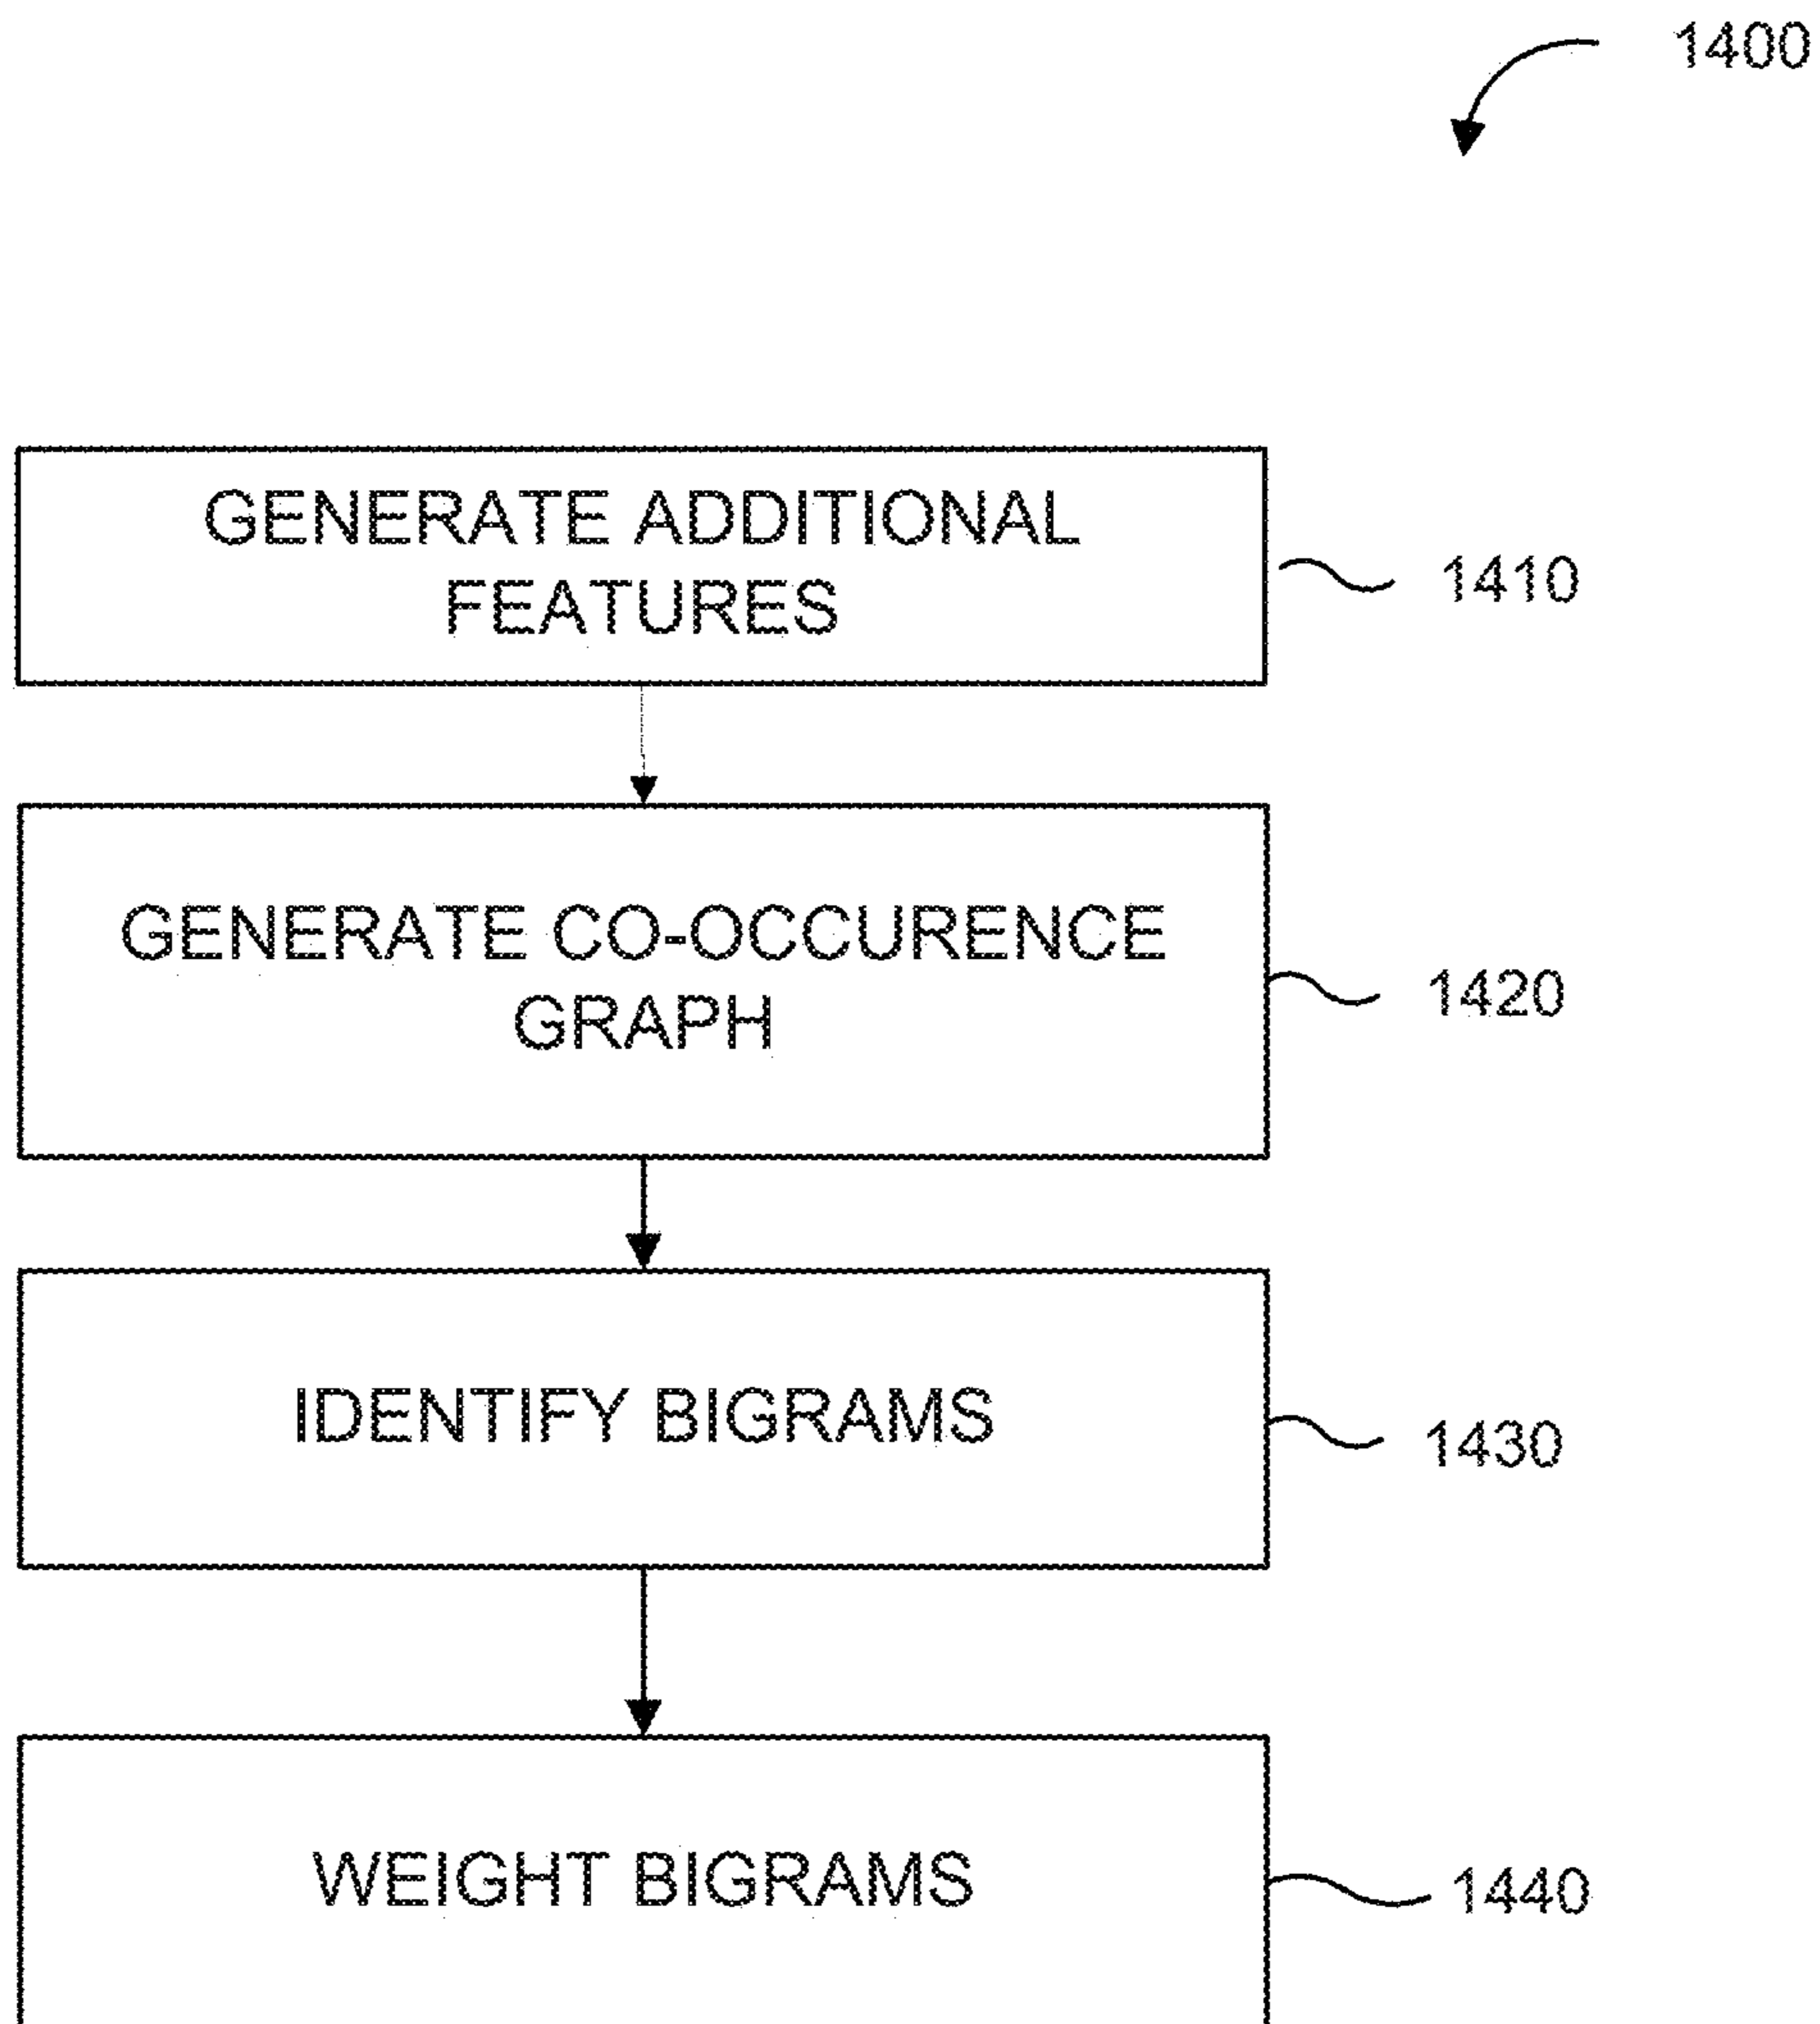 1400
GENERATE ADDITIONAL
FEATURES
1410
GENERATE CO-OCCURENCE
GRAPH
1420
IDENTIFY BIGRAMS
1430
WEIGHT BIGRAMS
1440